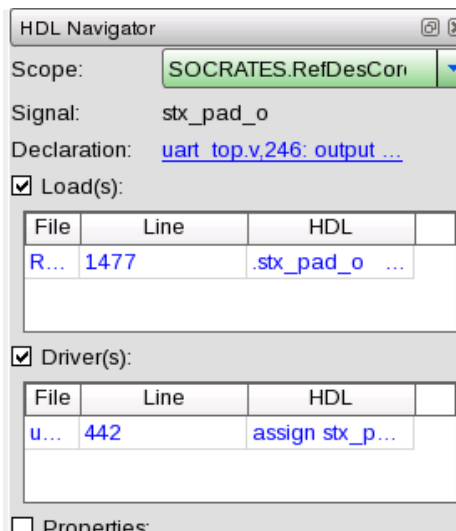 HDL Navigator
Scope: SOCRATES.RefDesCor
Signal: stx_pad_o
Declaration: uart_top.v,246: output ...
Load(s):
File Line HDL
R... 1477 .stx_pad_o ...
Driver(s):
File Line HDL
u... 442 assign stx_p...
Properties: